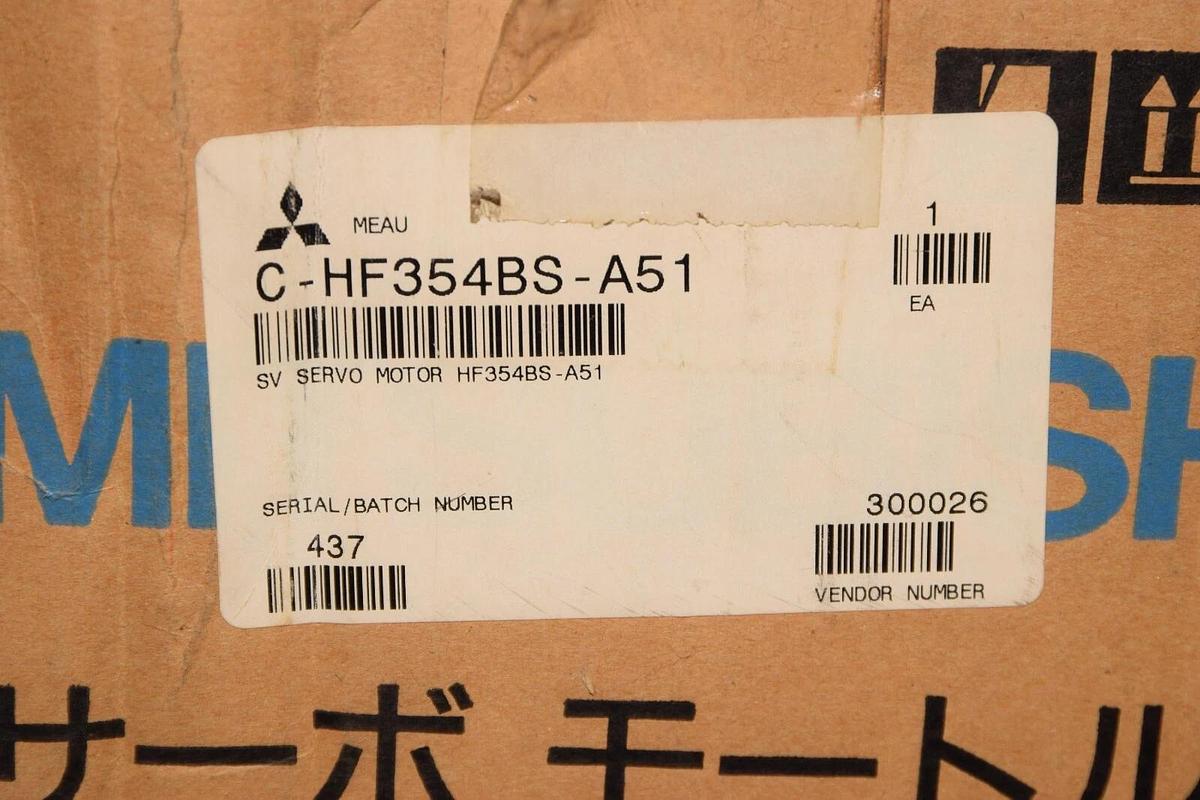 MEAU
1
C-HF354BS-A51
EA
SV SERVO MOTOR HF354BS-A51
SERIAL/BATCH NUMBER
300026
437
VENDOR NUMBER
サーボ モートル